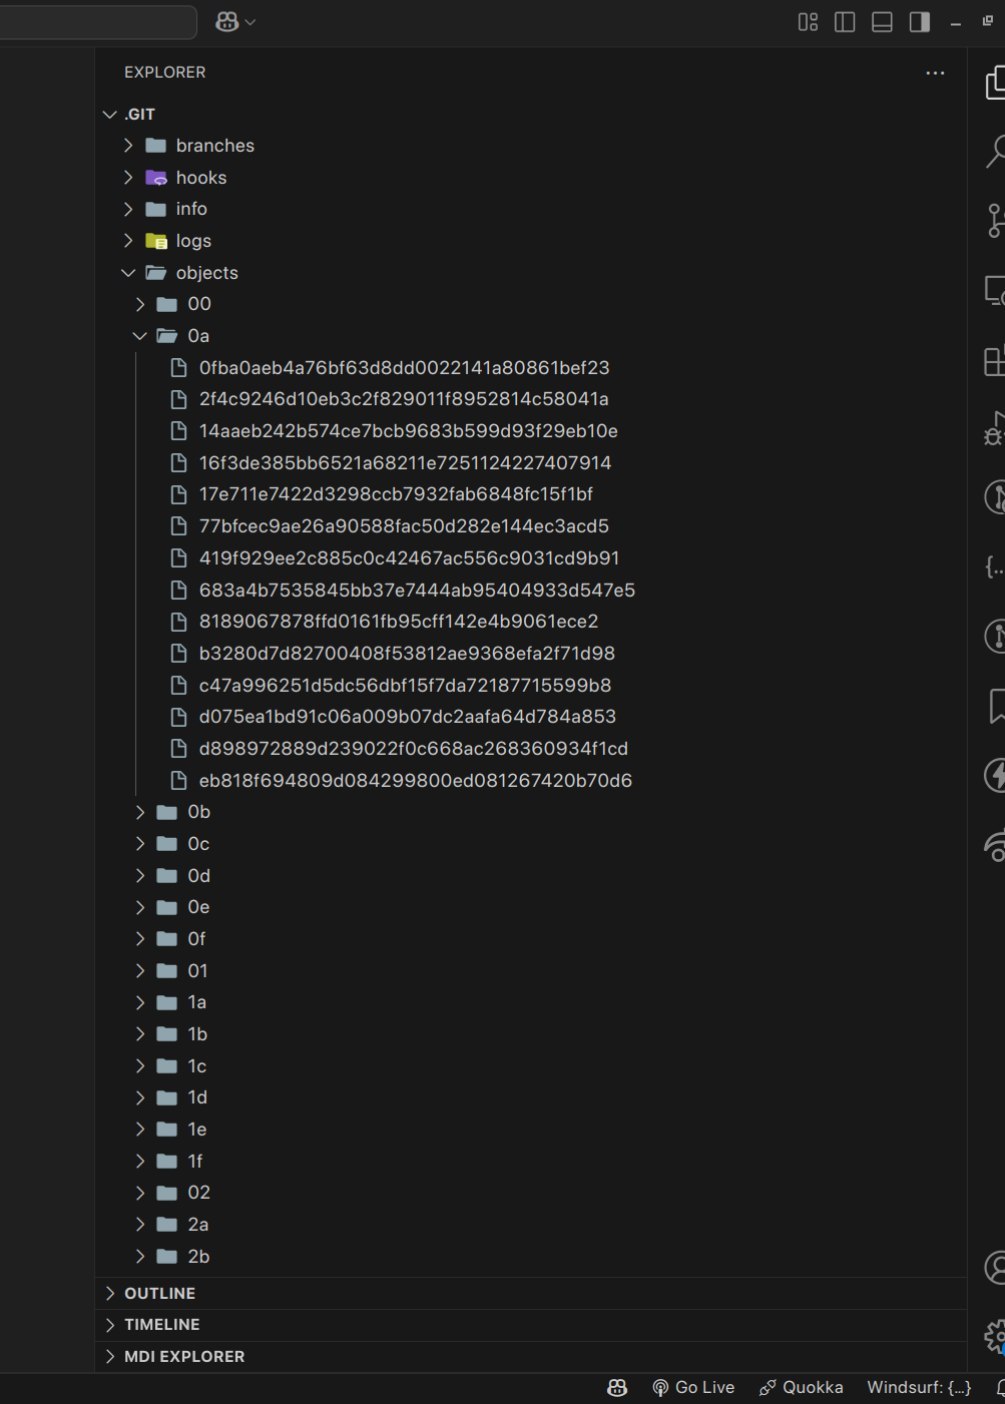 EXPLORER
.GIT
branches
hooks
info
logs
objects
00
0a
0fba0aeb4a76bf63d8dd0022141a80861bef23
2f4c9246d10eb3c2f829011f8952814c58041a
14aaeb242b574ce7bcb9683b599d93f29eb10e
16f3de385bb6521a68211e7251124227407914
17e711e7422d3298ccb7932fab6848fc15f1bf
77bfcec9ae26a90588fac50d282e144ec3acd5
419f929ee2c885c0c42467ac556c9031cd9b91
683a4b7535845bb37e7444ab95404933d547e5
8189067878ffd0161fb95cff142e4b9061ece2
b3280d7d82700408f53812ae9368efa2f71d98
c47a996251d5dc56dbf15f7da72187715599b8
d075ea1bd91c06a009b07dc2aafa64d784a853
d898972889d239022f0c668ac268360934f1cd
eb818f694809d084299800ed081267420b70d6
0b
0c
0d
0e
0f
01
1a
1b
1c
1d
1e
1f
02
2a
2b
OUTLINE
TIMELINE
MDI EXPLORER
Go Live Quokka Windsurf: {...}